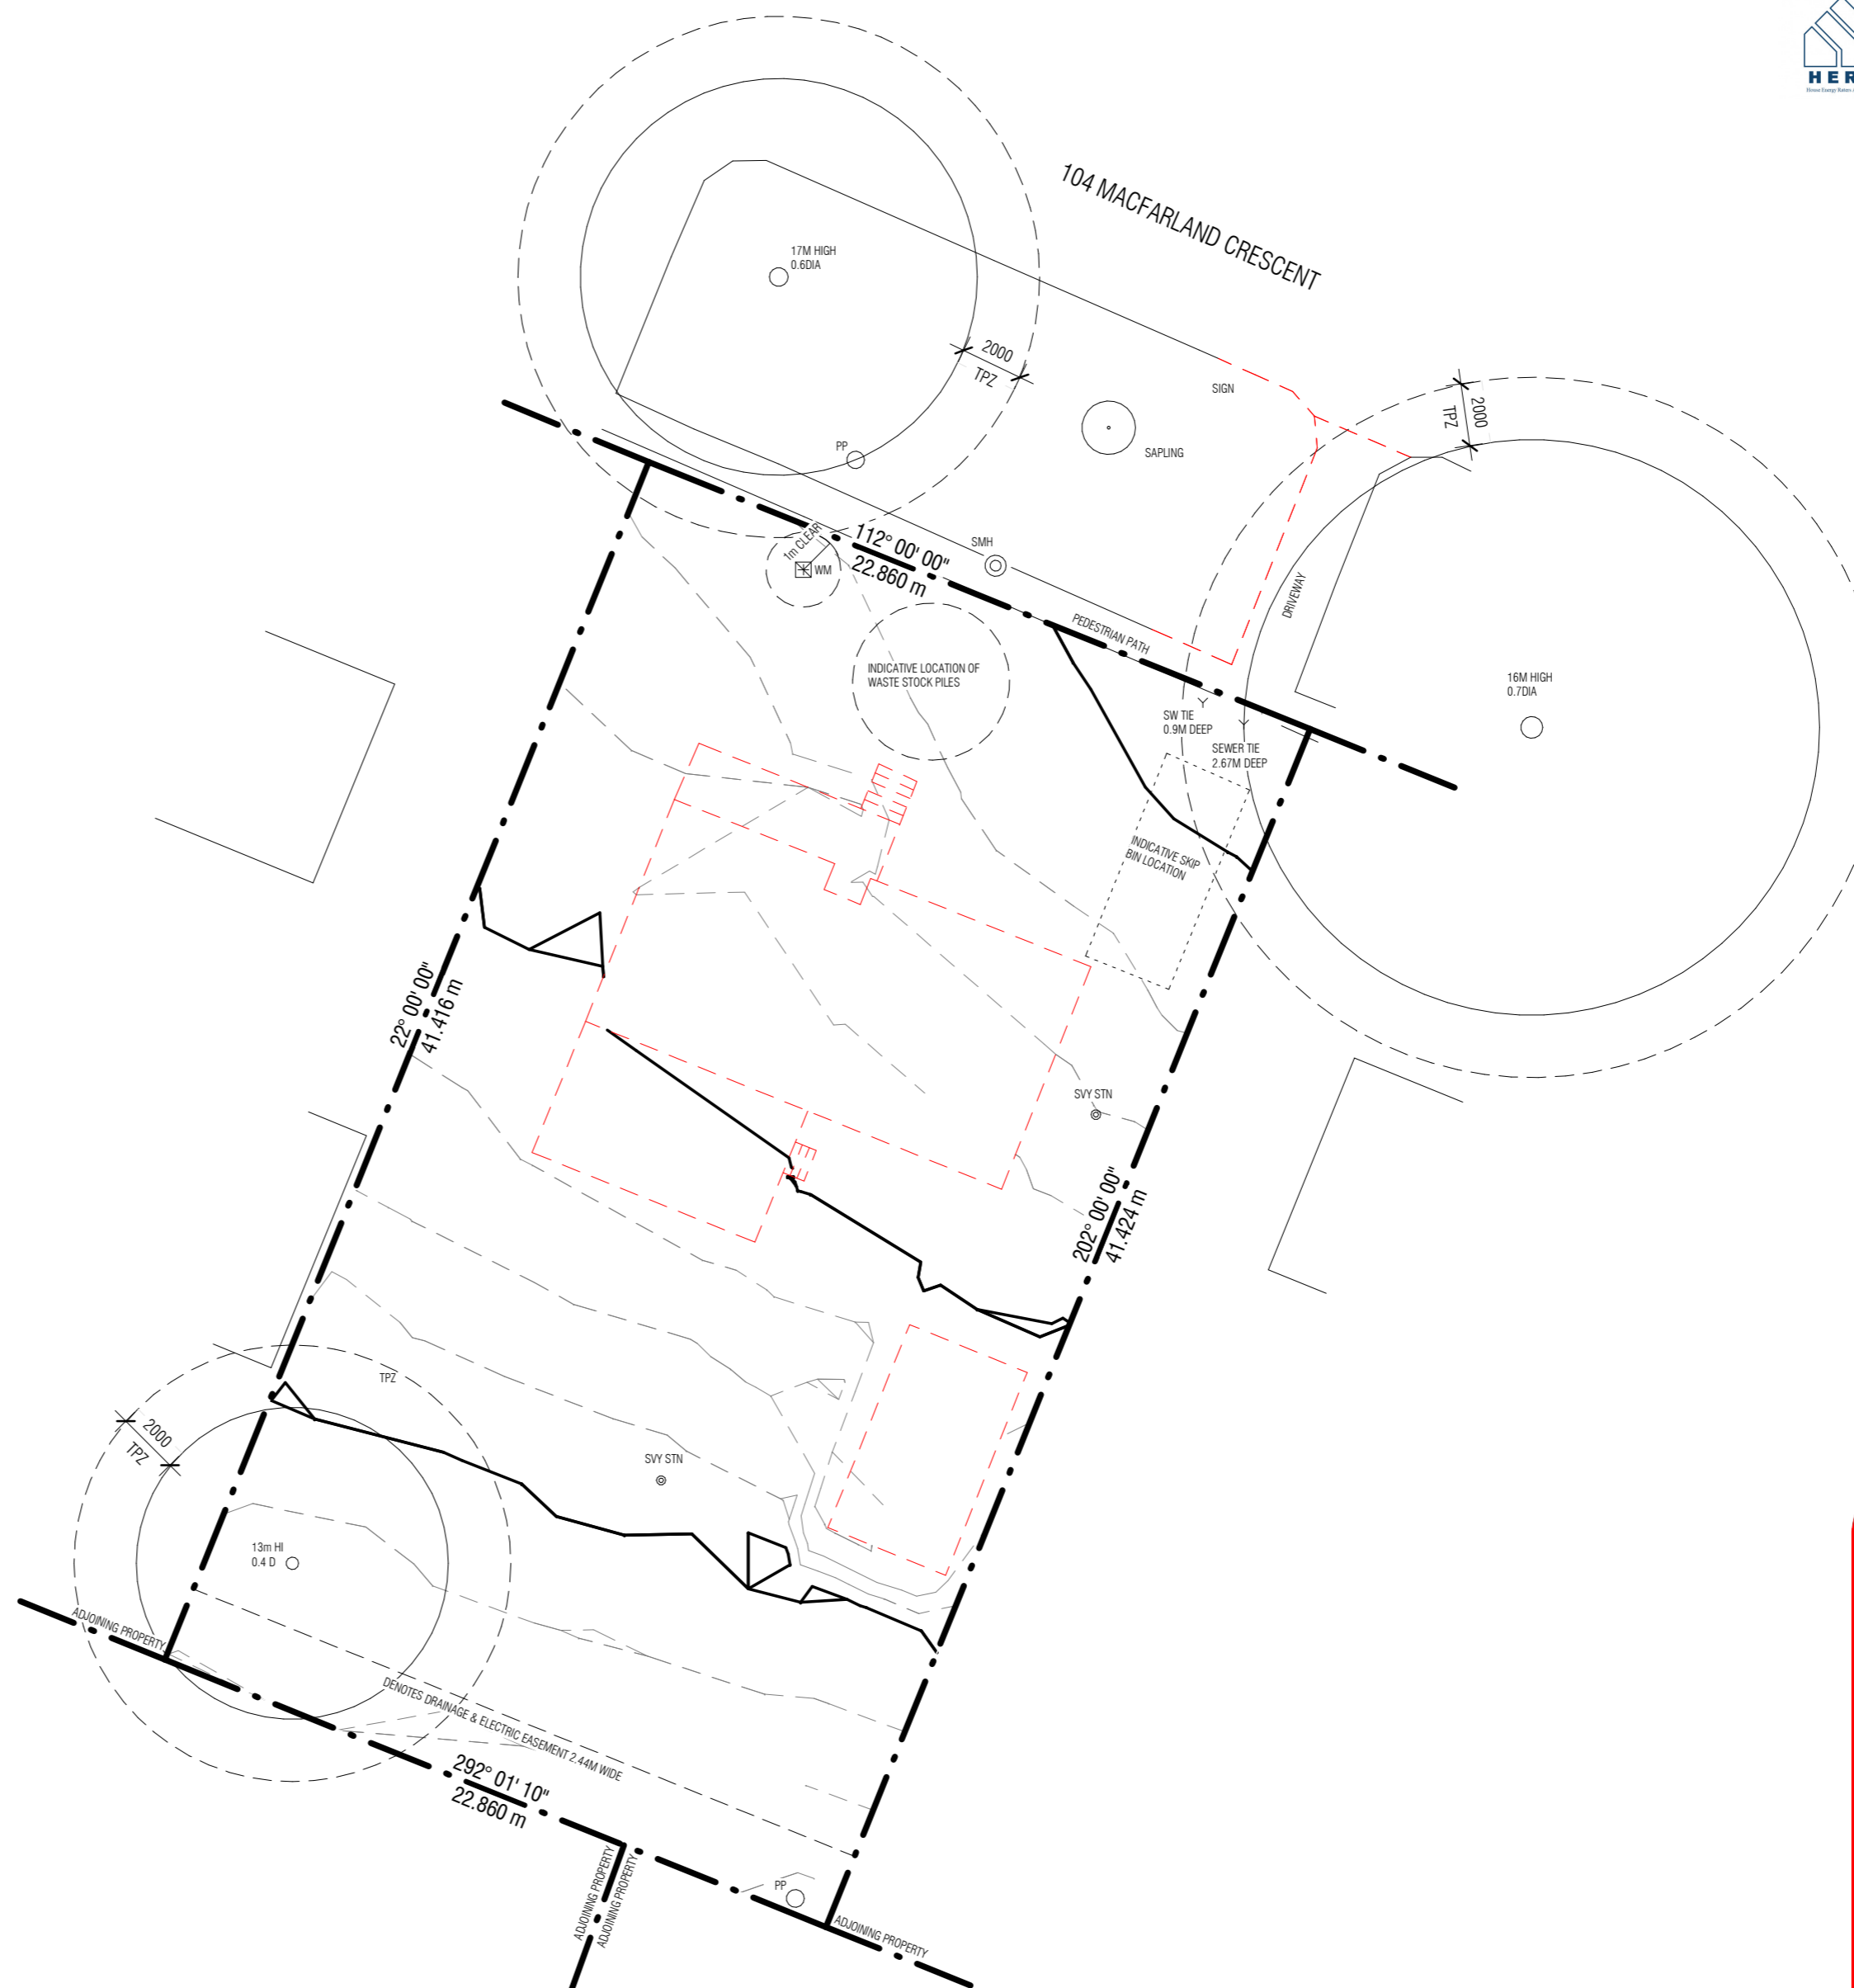 HER
104 MACFARLAND CRESCENT
17M HIGH
0.6DIA
2000
TPZ
SIGN
2000
TPZ
PP
SAPLING
1m CLEAR
WM
112° 00' 00"
22.860 m
SMH
DRIVEWAY
PEDESTRIAN PATH
INDICATIVE LOCATION OF
WASTE STOCK PILES
16M HIGH
0.7DIA
SW TIE
0.9M DEEP
SEWER TIE
2.67M DEEP
INDICATIVE SKIP
BIN LOCATION
22° 00' 00"
41.416 m
SVY STN
202° 00' 00"
41.424 m
TPZ
2000
TPZ
SVY STN
13m HI
0.4 D
ADJOINING PROPERTY
DENOTES DRAINAGE & ELECTRIC EASEMENT 2.44M WIDE
292° 01' 10"
22.860 m
ADJOINING PROPERTY
ADJOINING PROPERTY
PP
ADJOINING PROPERTY